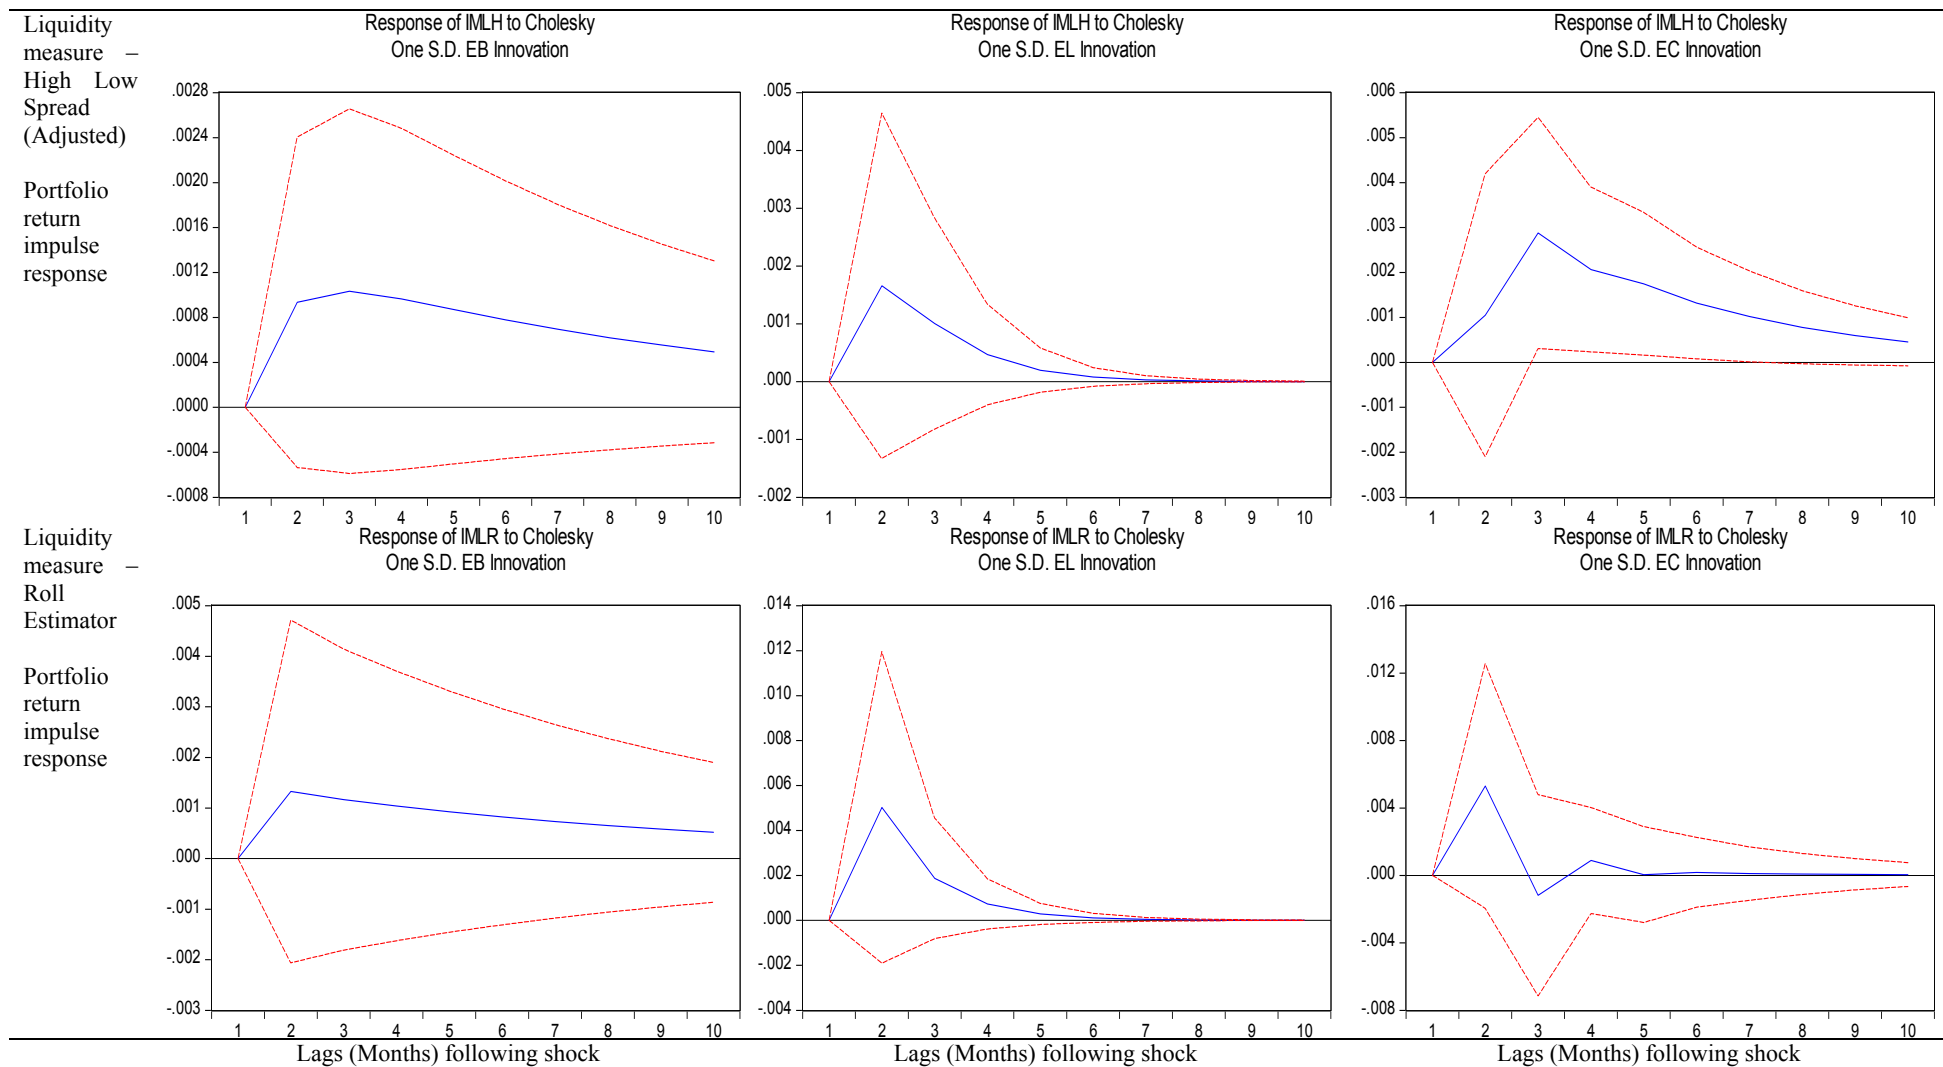 Liquidity
measure –
High Low
Spread
(Adjusted)
Portfolio
return
impulse
response
Response of IMLH to Cholesky
One S.D. EB Innovation
.0028
.0024
.0020
.0016
.0012
.0008
.0004
.0000
-.0004
-.0008
1 2 3 4 5 6 7 8 9 10
Response of IMLH to Cholesky
One S.D. EL Innovation
.005
.004
.003
.002
.001
.000
-.001
-.002
1 2 3 4 5 6 7 8 9 10
Response of IMLH to Cholesky
One S.D. EC Innovation
.006
.005
.004
.003
.002
.001
.000
-.001
-.002
-.003
1 2 3 4 5 6 7 8 9 10
Liquidity
measure –
Roll
Estimator
Portfolio
return
impulse
response
Response of IMLR to Cholesky
One S.D. EB Innovation
.005
.004
.003
.002
.001
.000
-.001
-.002
-.003
1 2 3 4 5 6 7 8 9 10
Lags (Months) following shock
Response of IMLR to Cholesky
One S.D. EL Innovation
.014
.012
.010
.008
.006
.004
.002
.000
-.002
-.004
1 2 3 4 5 6 7 8 9 10
Lags (Months) following shock
Response of IMLR to Cholesky
One S.D. EC Innovation
.016
.012
.008
.004
.000
-.004
-.008
1 2 3 4 5 6 7 8 9 10
Lags (Months) following shock